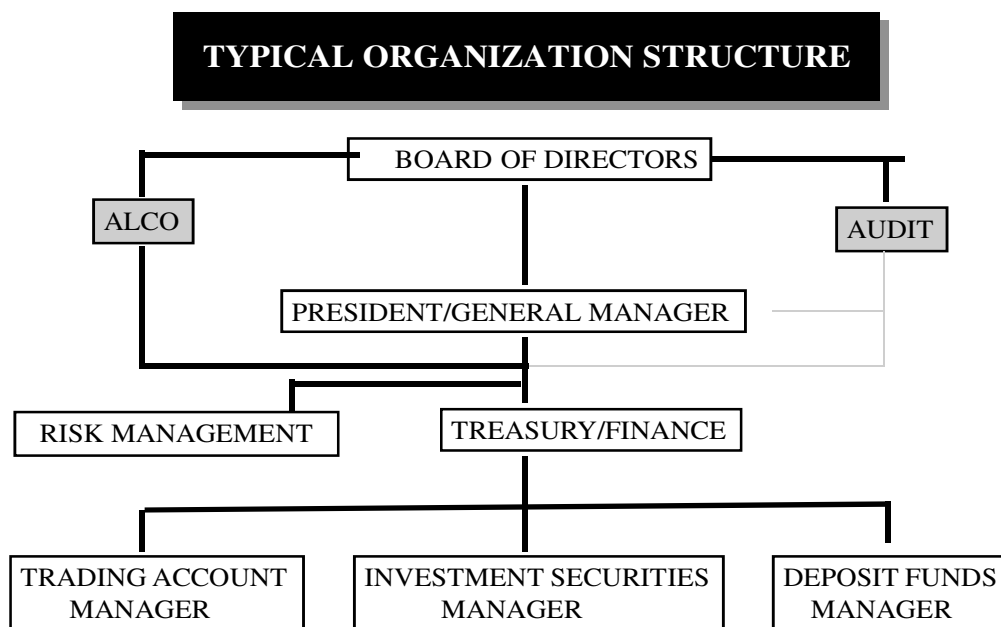 TYPICAL ORGANIZATION STRUCTURE
BOARD OF DIRECTORS
ALCO
AUDIT
PRESIDENT/GENERAL MANAGER
RISK MANAGEMENT
TREASURY/FINANCE
TRADING ACCOUNT
MANAGER
INVESTMENT SECURITIES
MANAGER
DEPOSIT FUNDS
MANAGER